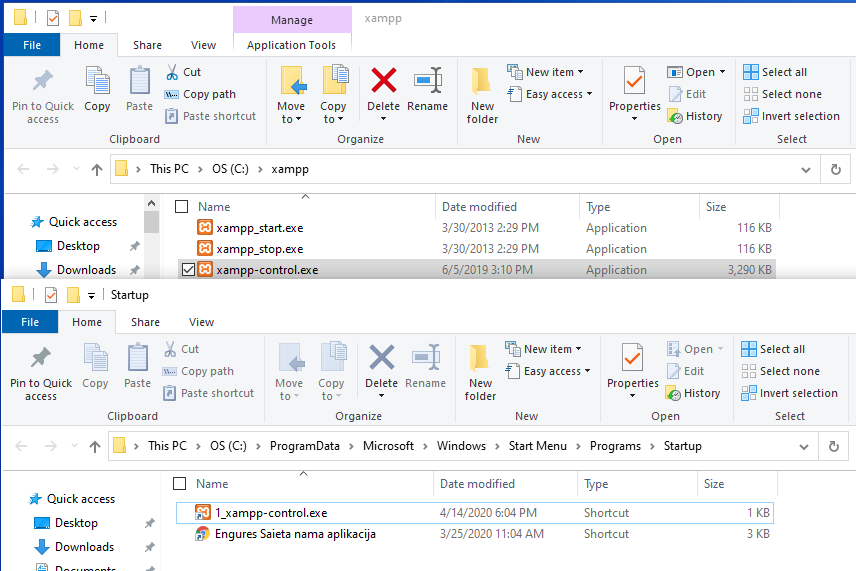 Manage
xampp
File
Home
Share
View
Application Tools
Pin to Quick access
Copy
Paste
Cut
Copy path
Paste shortcut
Clipboard
Move to
Copy to
Delete
Rename
Organize
New folder
New item
Easy access
New
Properties
Open
Edit
History
Open
Select all
Select none
Invert selection
Select
This PC > OS (C:) > xampp
Quick access
Desktop
Downloads
Name Date modified Type Size
xampp_start.exe 3/30/2013 2:29 PM Application 116 KB
xampp_stop.exe 3/30/2013 2:29 PM Application 116 KB
xampp-control.exe 6/5/2019 3:10 PM Application 3,290 KB
Startup
File
Home
Share
View
Pin to Quick access
Copy
Paste
Cut
Copy path
Paste shortcut
Clipboard
Move to
Copy to
Delete
Rename
Organize
New folder
New item
Easy access
New
Properties
Open
Edit
History
Open
Select all
Select none
Invert selection
Select
This PC > OS (C:) > ProgramData > Microsoft > Windows > Start Menu > Programs > Startup
Quick access
Desktop
Downloads
Documents
Name Date modified Type Size
1_xampp-control.exe 4/14/2020 6:04 PM Shortcut 1 KB
Engures Saieta nama aplikacija 3/25/2020 11:04 AM Shortcut 3 KB